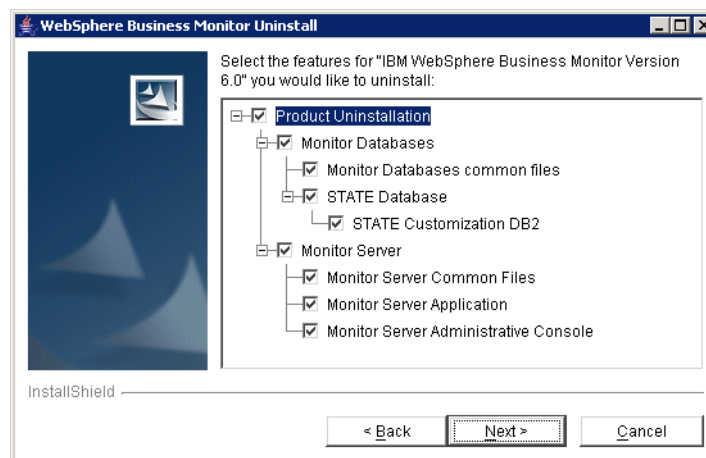 WebSphere Business Monitor Uninstall
Select the features for "IBM WebSphere Business Monitor Version
6.0" you would like to uninstall:
Product Uninstallation
Monitor Databases
Monitor Databases common files
STATE Database
STATE Customization DB2
Monitor Server
Monitor Server Common Files
Monitor Server Application
Monitor Server Administrative Console
InstallShield
< Back
Next >
Cancel